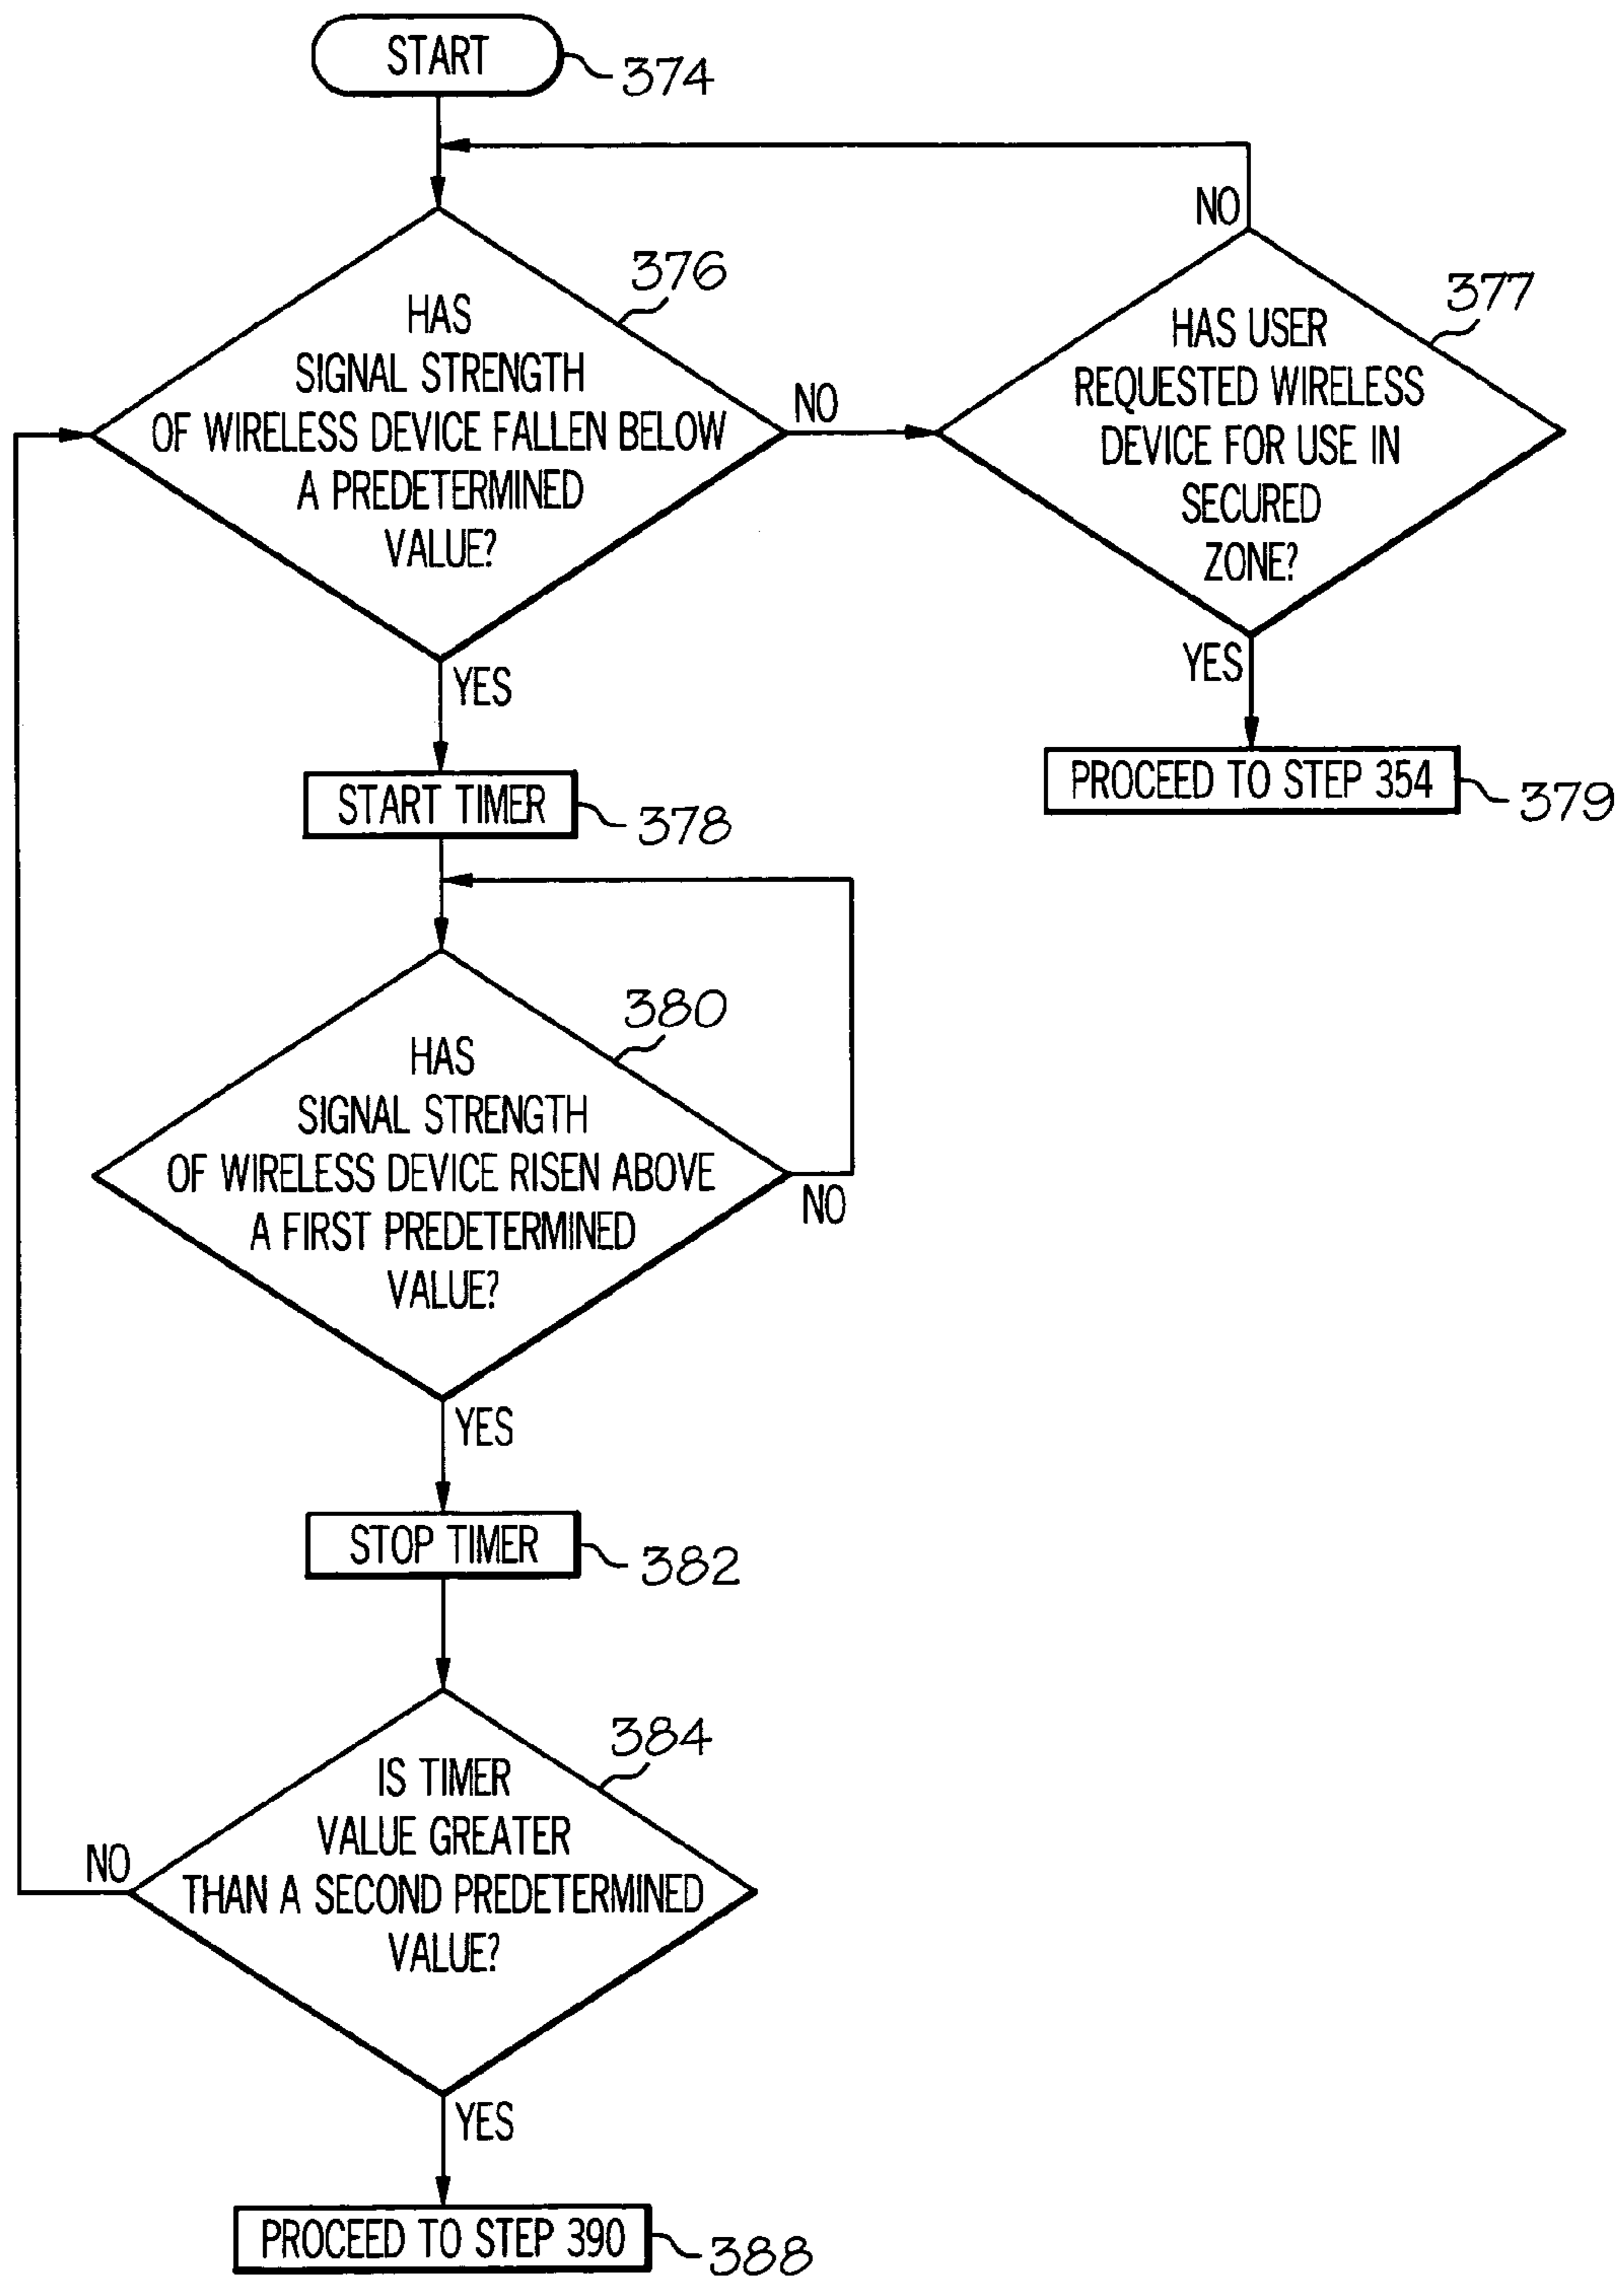 START
374
376
HAS
SIGNAL STRENGTH
OF WIRELESS DEVICE FALLEN BELOW
A PREDETERMINED
VALUE?
NO
YES
NO
377
HAS USER
REQUESTED WIRELESS
DEVICE FOR USE IN
SECURED
ZONE?
YES
PROCEED TO STEP 354
379
START TIMER
378
380
HAS
SIGNAL STRENGTH
OF WIRELESS DEVICE RISEN ABOVE
A FIRST PREDETERMINED
VALUE?
NO
YES
STOP TIMER
382
384
IS TIMER
VALUE GREATER
THAN A SECOND PREDETERMINED
VALUE?
NO
YES
PROCEED TO STEP 390
388